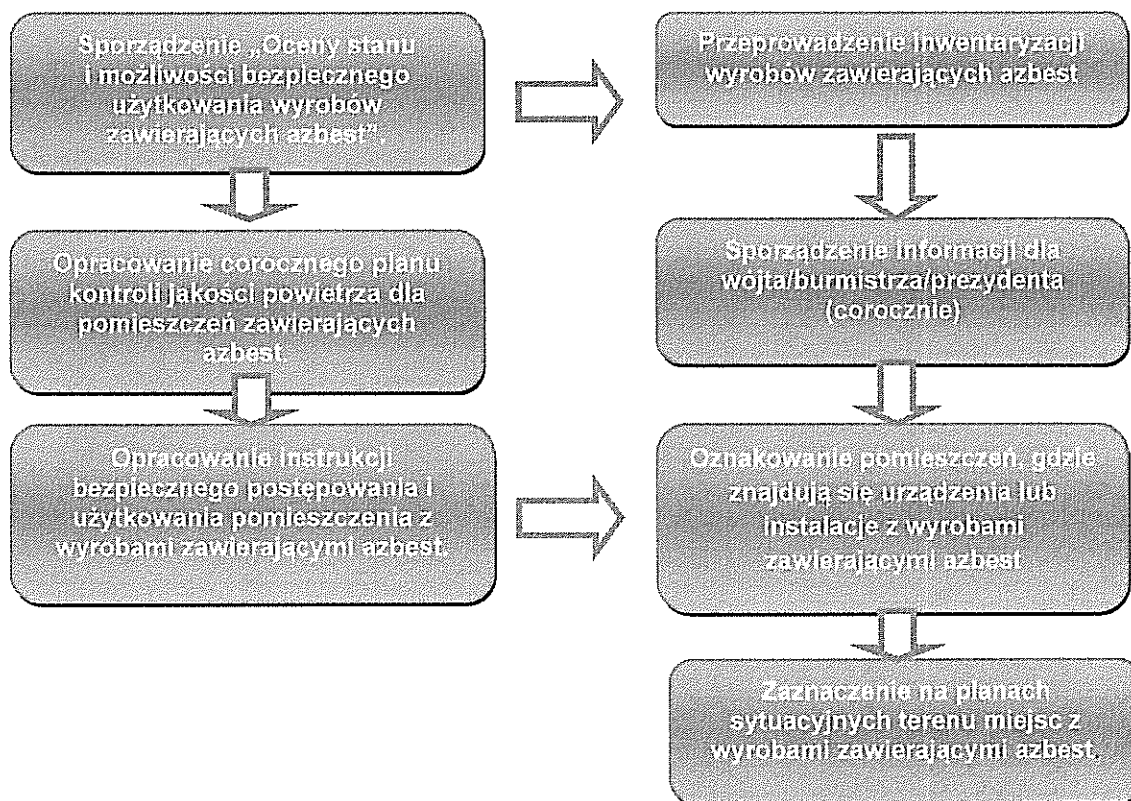 Sporządzenie „Oceny stanu
i możliwości bezpiecznego
użytkowania wyrobów
zawierających azbest”.
Przeprowadzenie inwentaryzacji
wyrobów zawierających azbest
Opracowanie corocznego planu
kontroli jakości powietrza dla
pomieszczeń zawierających
azbest
Sporządzenie informacji dla
wójta/burmistrza/prezydenta
(corocznie)
Opracowanie instrukcji
bezpiecznego postępowania i
użytkowania pomieszczenia z
wyrobami zawierającymi azbest.
Oznakowanie pomieszczeń, gdzie
znajdują się urządzenia lub
instalacje z wyrobami
zawierającymi azbest
Zaznaczenie na planach
sytuacyjnych terenu miejsc z
wyrobami zawierającymi azbest.